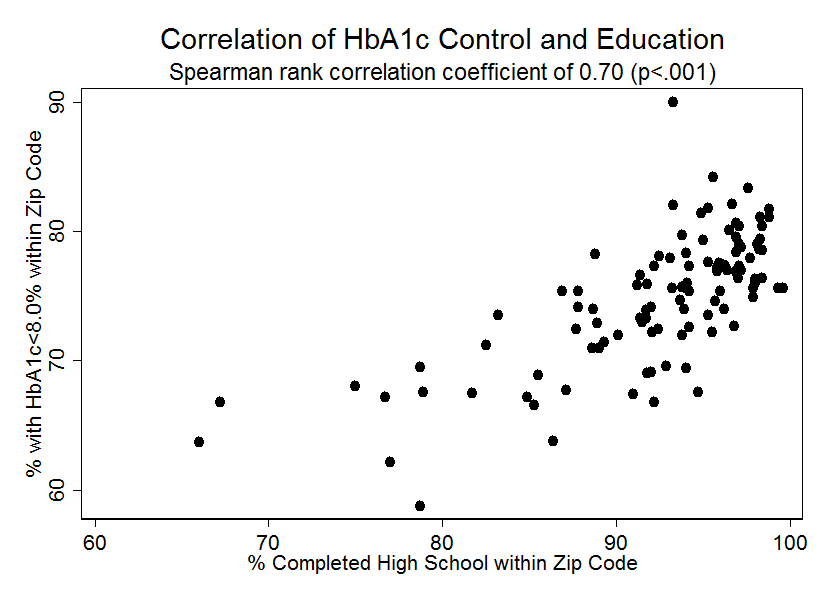 Correlation of HbA1c Control and Education
Spearman rank correlation coefficient of 0.70 (p<.001)
% with HbA1c<8.0% within Zip Code
90
80
70
60
60 70 80 90 100
% Completed High School within Zip Code